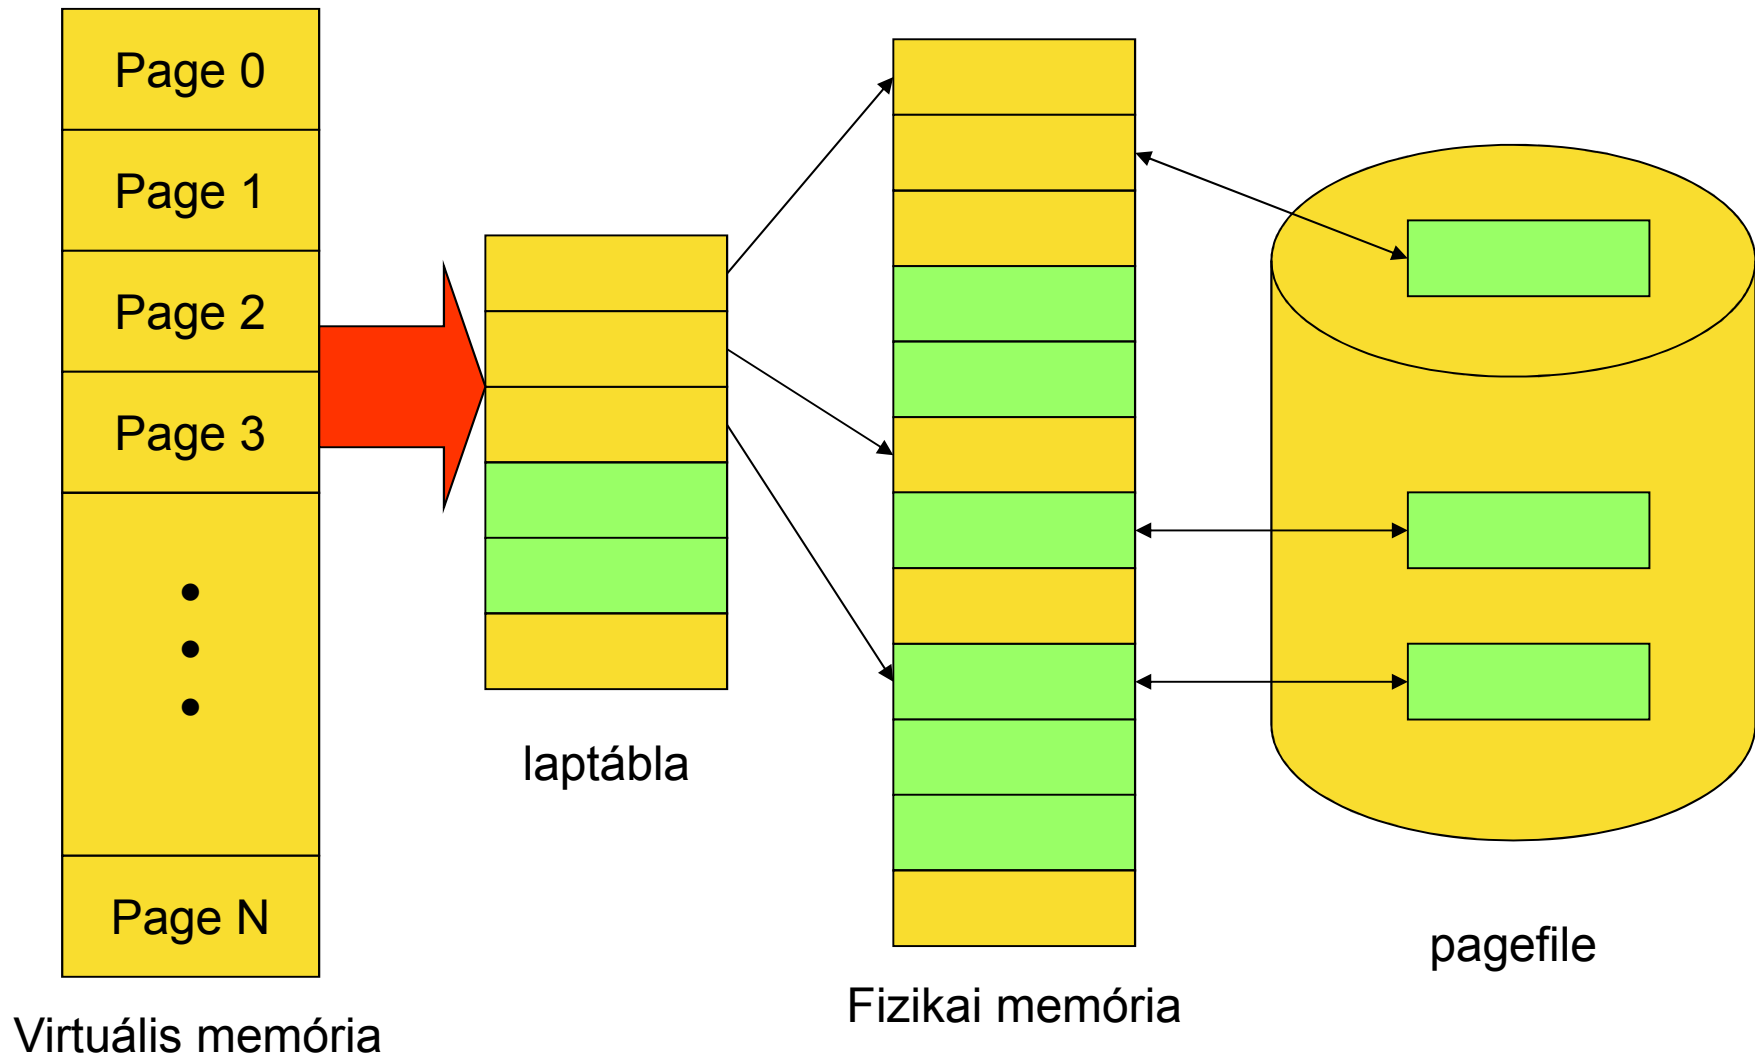 Page 0
Page 1
Page 2
Page 3
Page N
Virtuális memória
laptábla
Fizikai memória
pagefile